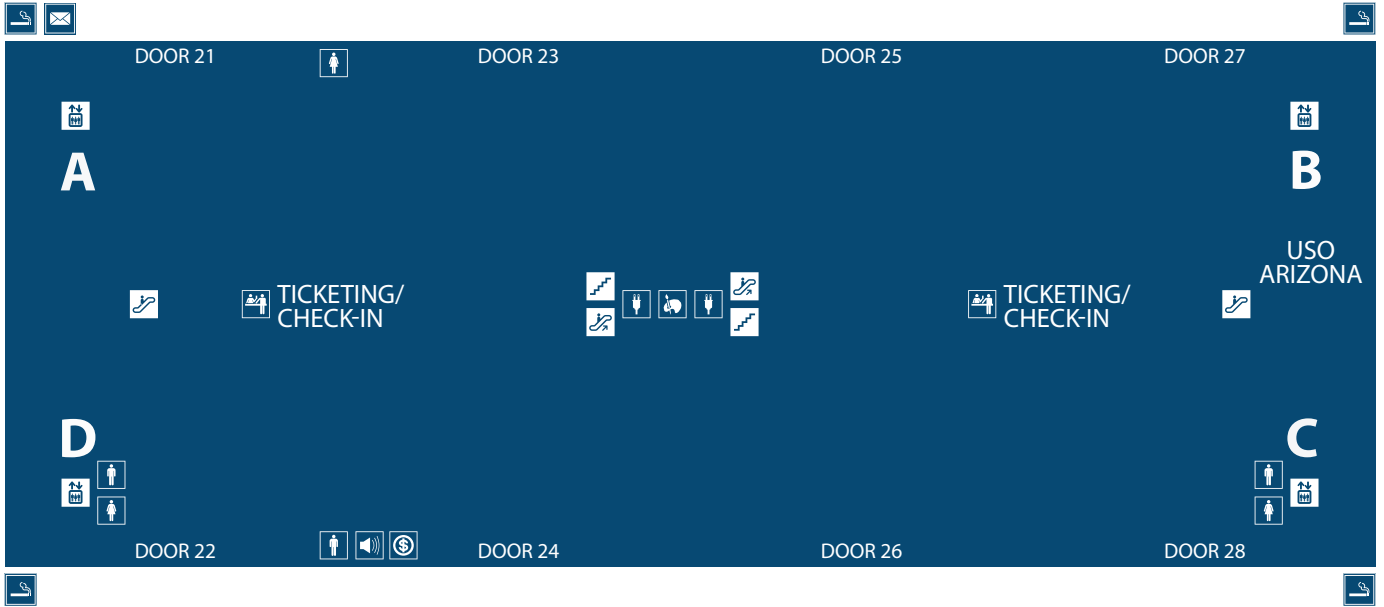 DOOR 21
DOOR 23
DOOR 25
DOOR 27
A
B
USO
ARIZONA
TICKETING/
CHECK-IN
TICKETING/
CHECK-IN
D
C
DOOR 22
$
DOOR 24
DOOR 26
DOOR 28